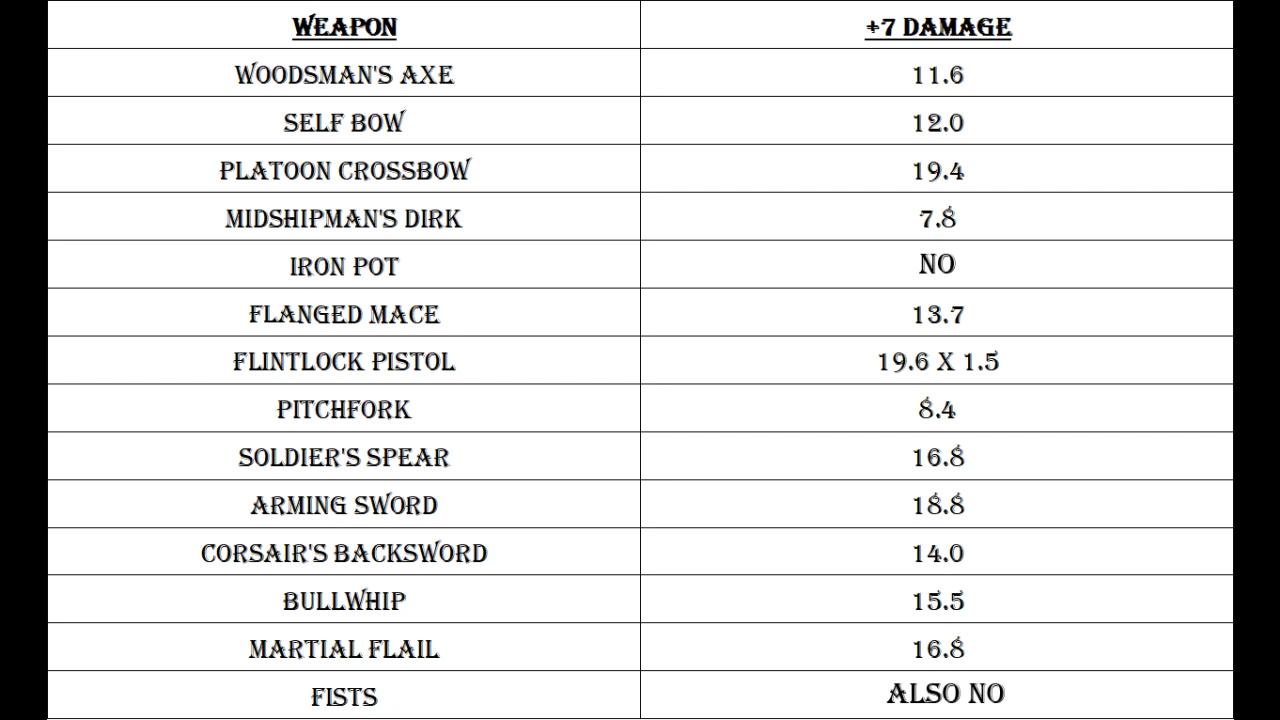 WEAPON +7 DAMAGE
WOODSMAN'S AXE 11.6
SELF BOW 12.0
PLATOON CROSSBOW 19.4
MIDSHIPMAN'S DIRK 7.8
IRON POT NO
FLANGED MACE 13.7
FLINTLOCK PISTOL 19.6 X 1.5
PITCHFORK 8.4
SOLDIER'S SPEAR 16.8
ARMING SWORD 18.8
CORSAIR'S BACKSWORD 14.0
BULLWHIP 15.5
MARTIAL FLAIL 16.8
FISTS ALSO NO